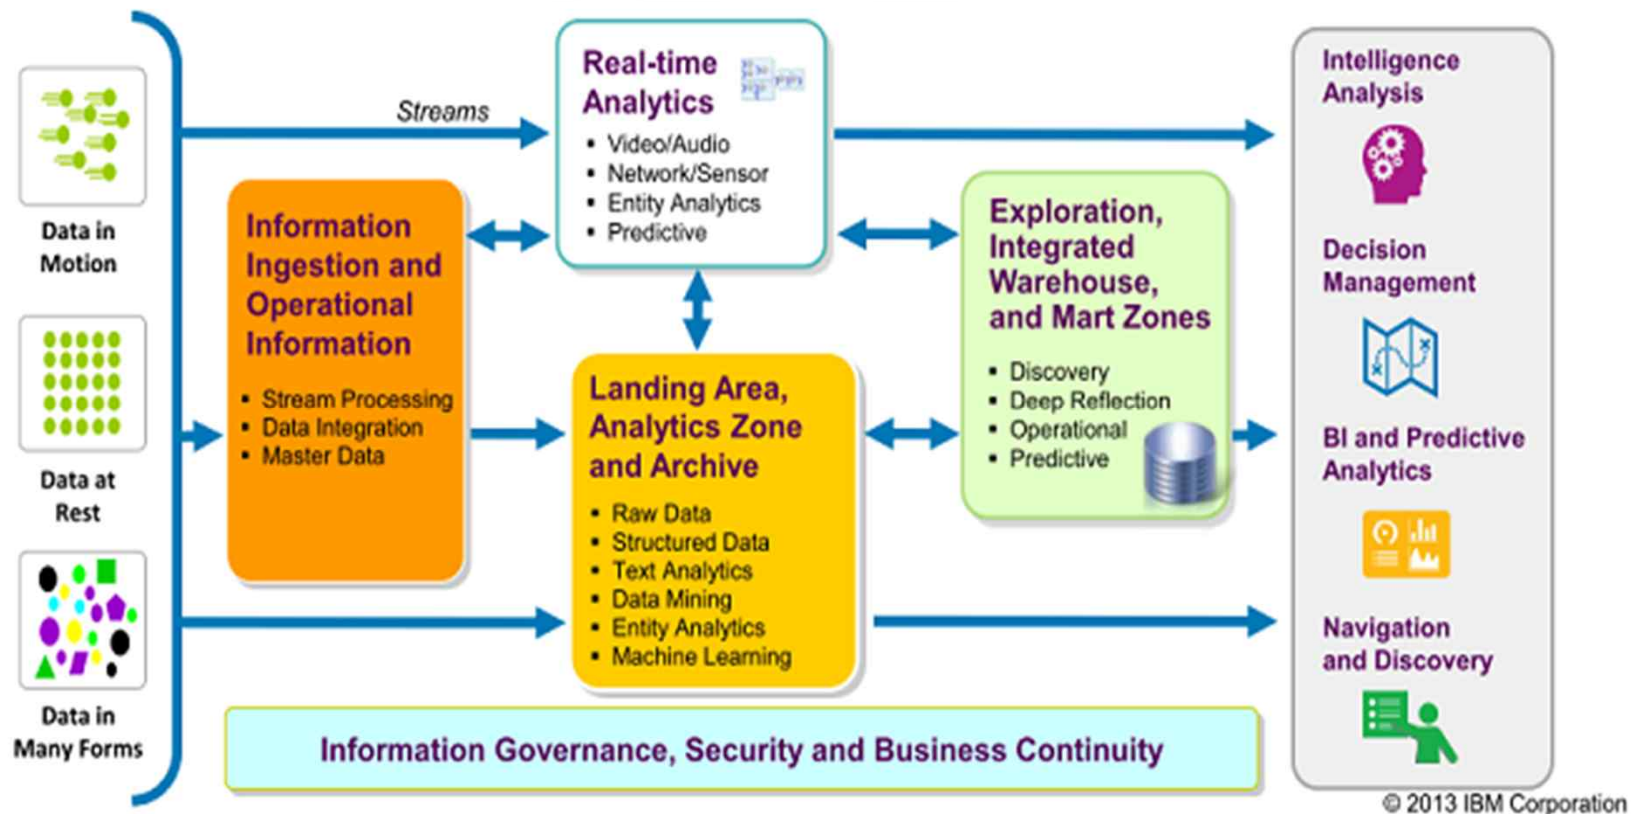 Data in
Motion
Data at
Rest
Data in
Many Forms
Streams
Information
Ingestion and
Operational
Information
▪ Stream Processing
▪ Data Integration
▪ Master Data
Real-time
Analytics
▪ Video/Audio
▪ Network/Sensor
▪ Entity Analytics
▪ Predictive
Landing Area,
Analytics Zone
and Archive
▪ Raw Data
▪ Structured Data
▪ Text Analytics
▪ Data Mining
▪ Entity Analytics
▪ Machine Learning
Exploration,
Integrated
Warehouse,
and Mart Zones
▪ Discovery
▪ Deep Reflection
▪ Operational
▪ Predictive
Intelligence
Analysis
Decision
Management
BI and Predictive
Analytics
Navigation
and Discovery
Information Governance, Security and Business Continuity
© 2013 IBM Corporation